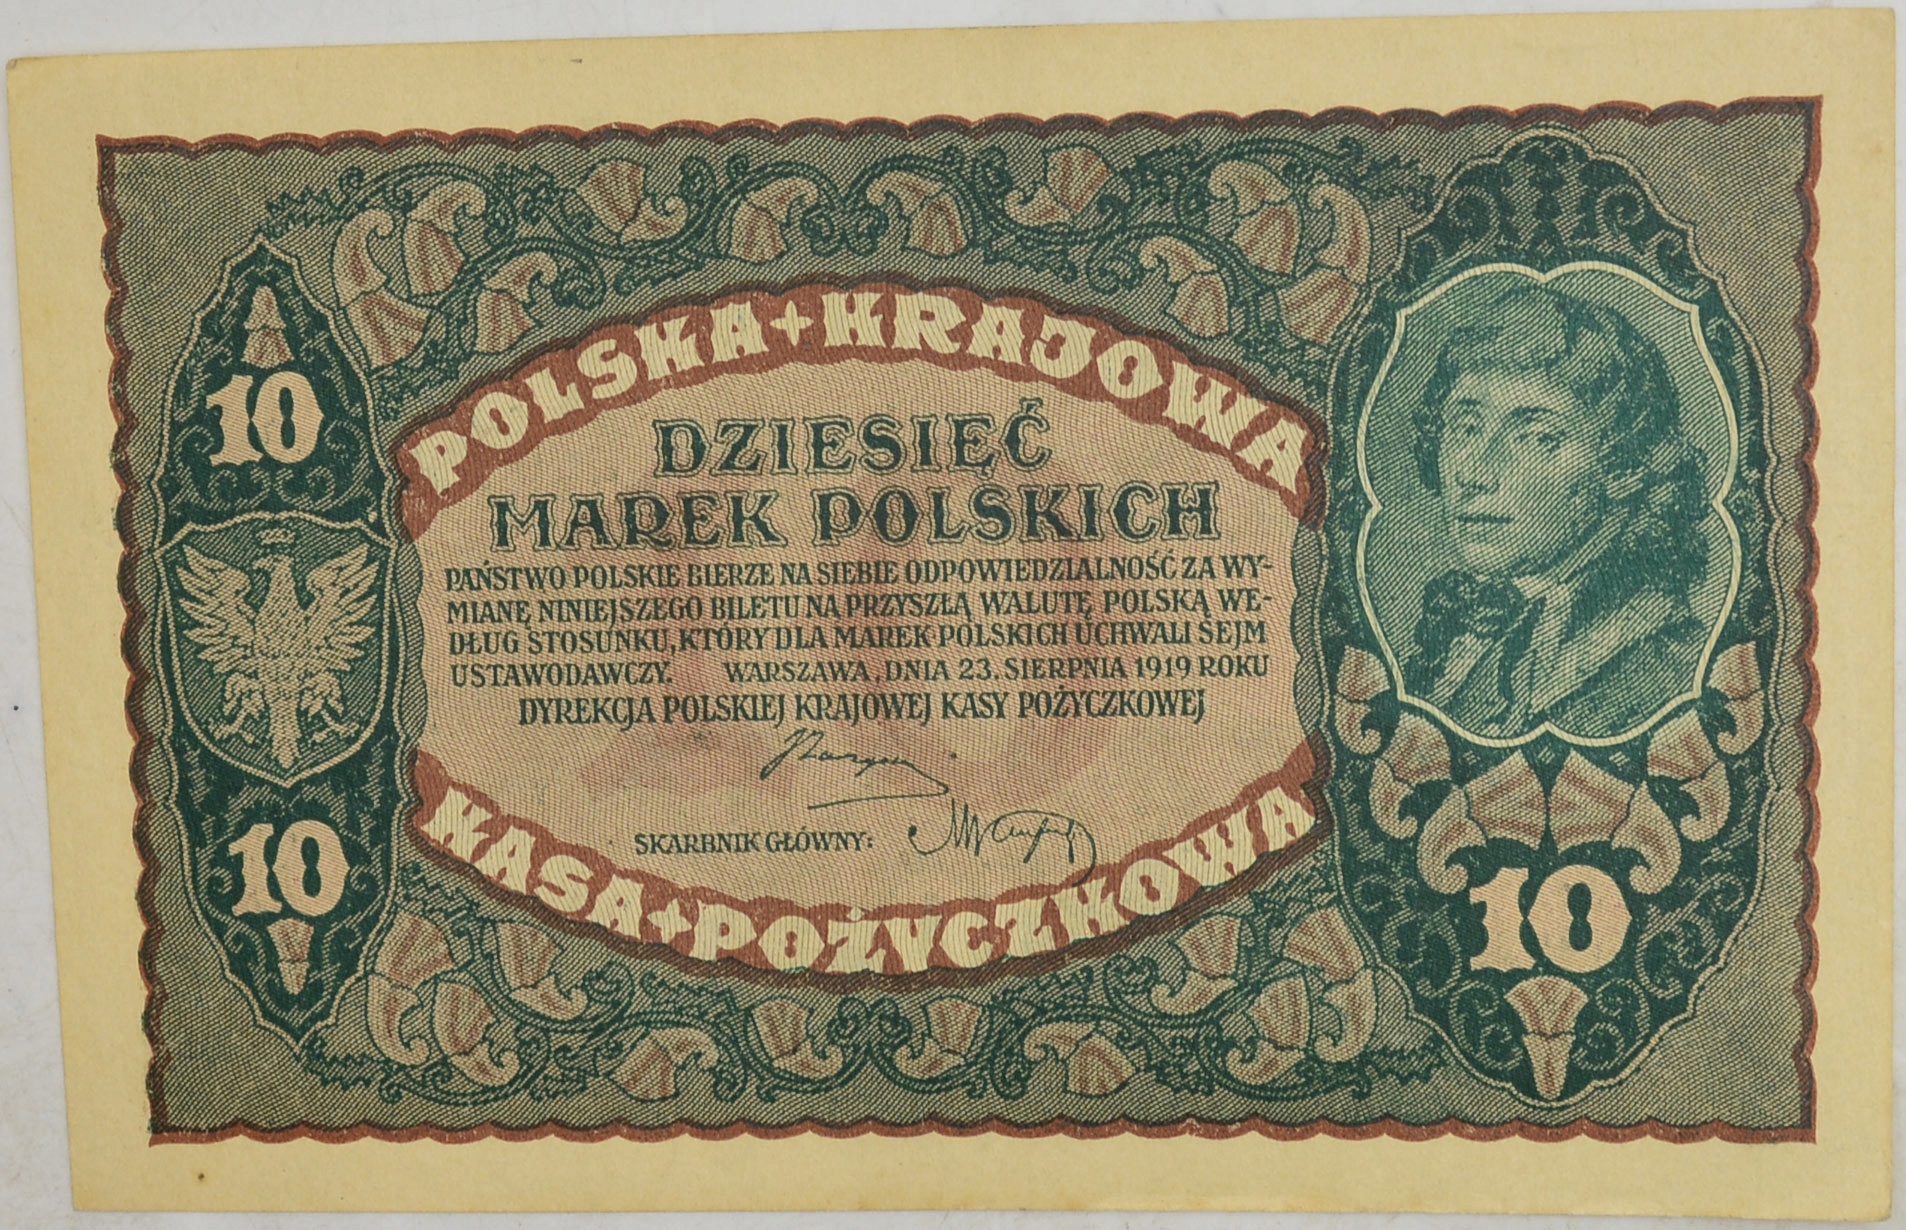 POLSKA + KRAJOWA
10
DZIESIĘĆ
MAREK POLSKICH
PAŃSTWO POLSKIE BIERZE NA SIEBIE ODPOWIEDZIALNOŚĆ ZA WY-
MIANĘ NINIEJSZEGO BILETU NA PRZYSZŁĄ WALUTĘ POLSKĄ WE-
DŁUG STOSUNKU, KTÓRY DLA MAREK POLSKICH UCHWALI SEJM
USTAWODAWCZY. WARSZAWA, DNIA 23. SIERPNIA 1919 ROKU
DYREKCJA POLSKIEJ KRAJOWEJ KASY POŻYCZKOWEJ
SKARBNIK GŁÓWNY:
10
10
KASA + POŻYCZKOWA